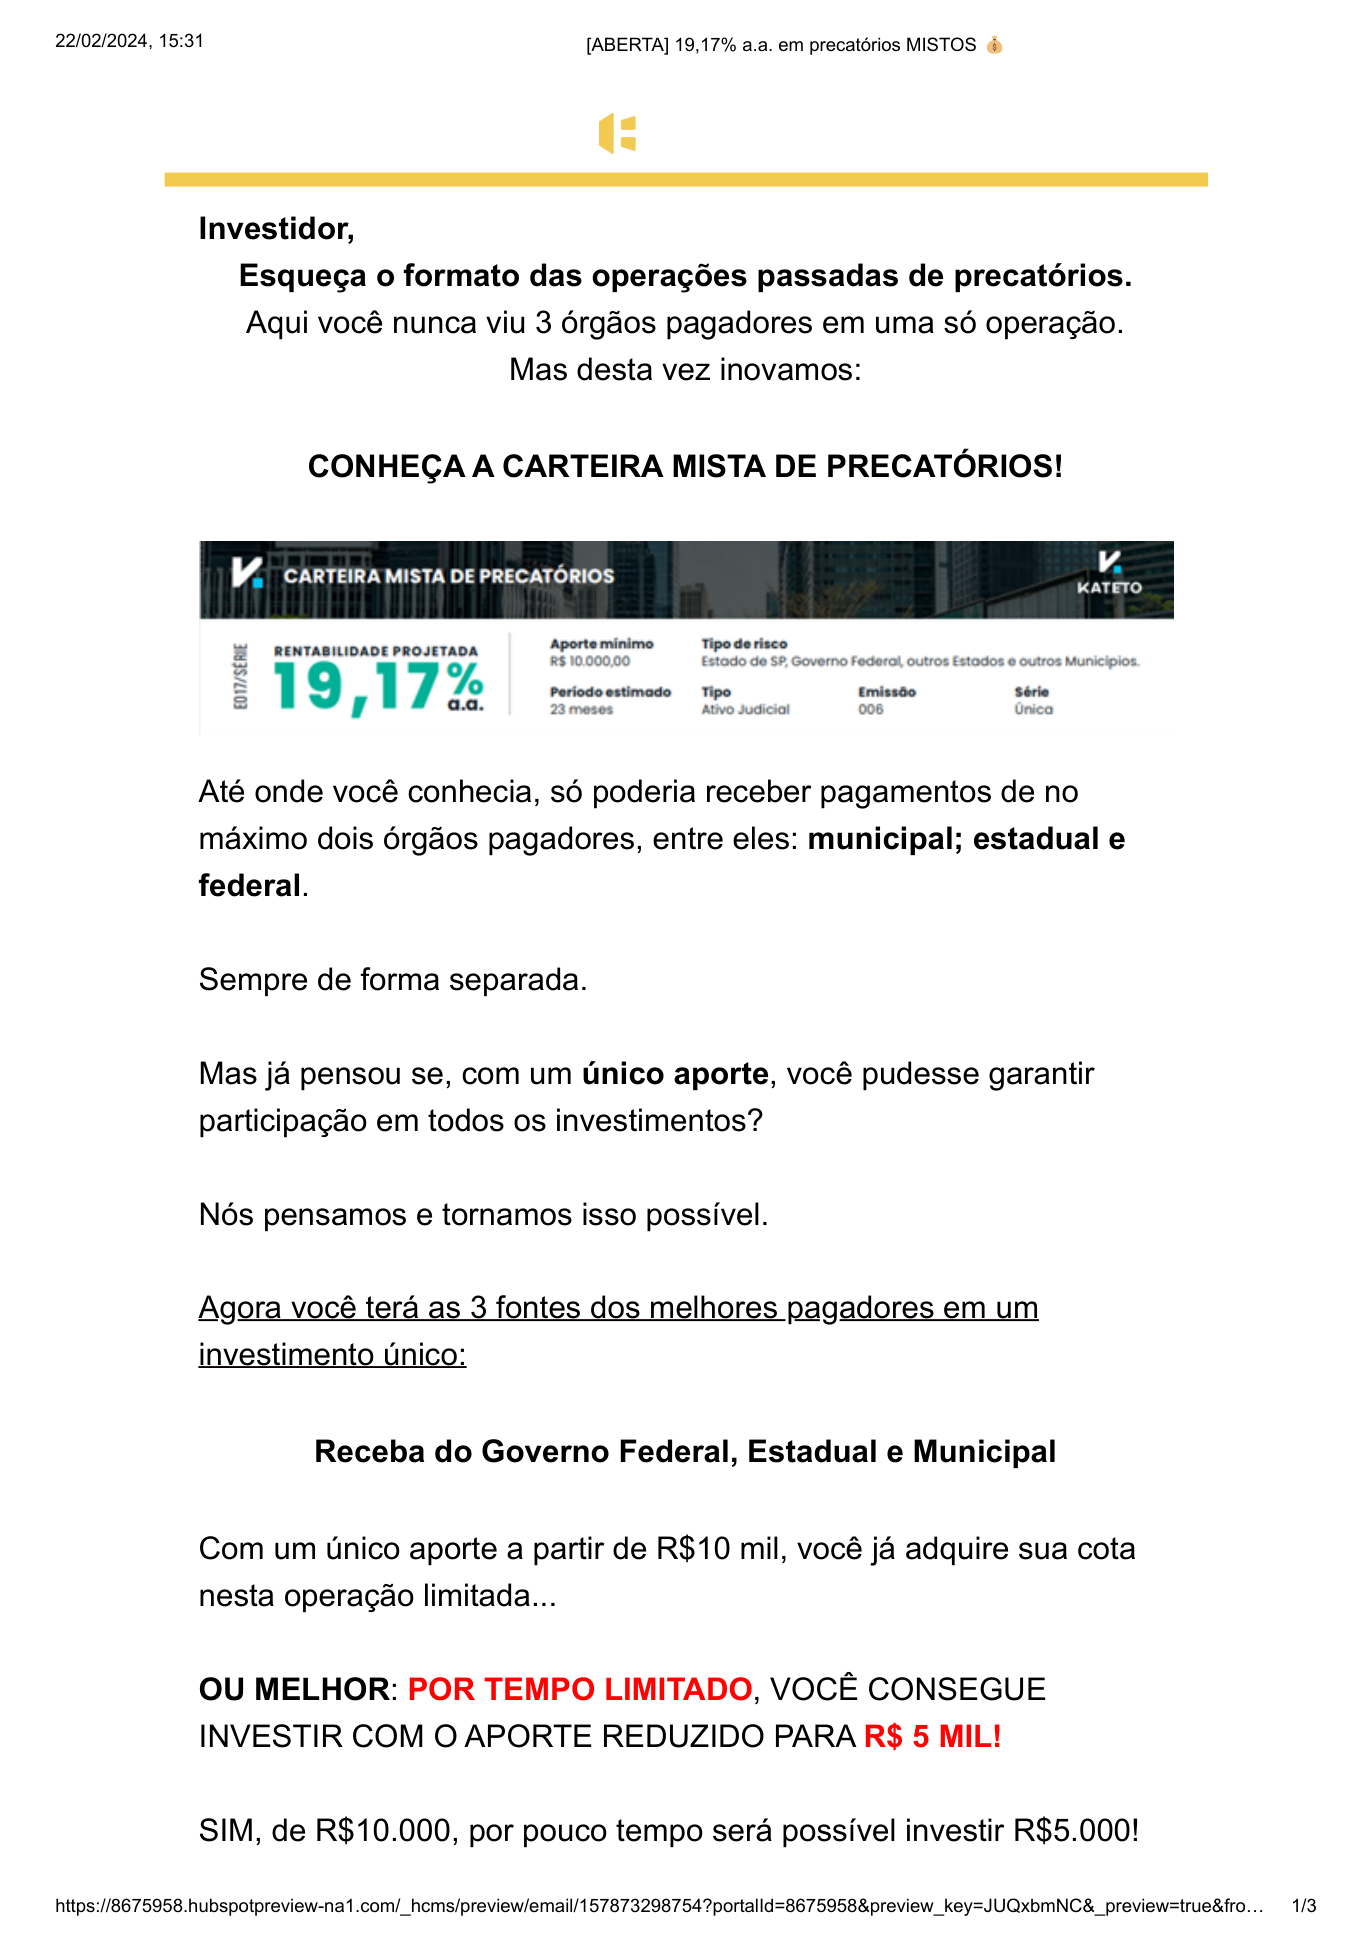 22/02/2024, 15:31
[ABERTA] 19,17% a.a. em precatórios MISTOS 💰
Investidor,
Esqueça o formato das operações passadas de precatórios.
Aqui você nunca viu 3 órgãos pagadores em uma só operação.
Mas desta vez inovamos:
CONHEÇA A CARTEIRA MISTA DE PRECATÓRIOS!
CARTEIRA MISTA DE PRECATÓRIOS
KATETO
E017/SÉRIE
RENTABILIDADE PROJETADA
19,17% a.a.
Aporte mínimo
R$ 10.000,00
Tipo de risco
Estado de SP, Governo Federal, outros Estados e outros Municípios.
Período estimado
23 meses
Tipo
Ativo Judicial
Emissão
006
Série
Única
Até onde você conhecia, só poderia receber pagamentos de no
máximo dois órgãos pagadores, entre eles: municipal; estadual e
federal.
Sempre de forma separada.
Mas já pensou se, com um único aporte, você pudesse garantir
participação em todos os investimentos?
Nós pensamos e tornamos isso possível.
Agora você terá as 3 fontes dos melhores pagadores em um
investimento único:
Receba do Governo Federal, Estadual e Municipal
Com um único aporte a partir de R$10 mil, você já adquire sua cota
nesta operação limitada...
OU MELHOR: POR TEMPO LIMITADO, VOCÊ CONSEGUE
INVESTIR COM O APORTE REDUZIDO PARA R$ 5 MIL!
SIM, de R$10.000, por pouco tempo será possível investir R$5.000!
https://8675958.hubspotpreview-na1.com/_hcms/preview/email/157873298754?portalId=8675958&preview_key=JUQxbmNC&_preview=true&fro…
1/3